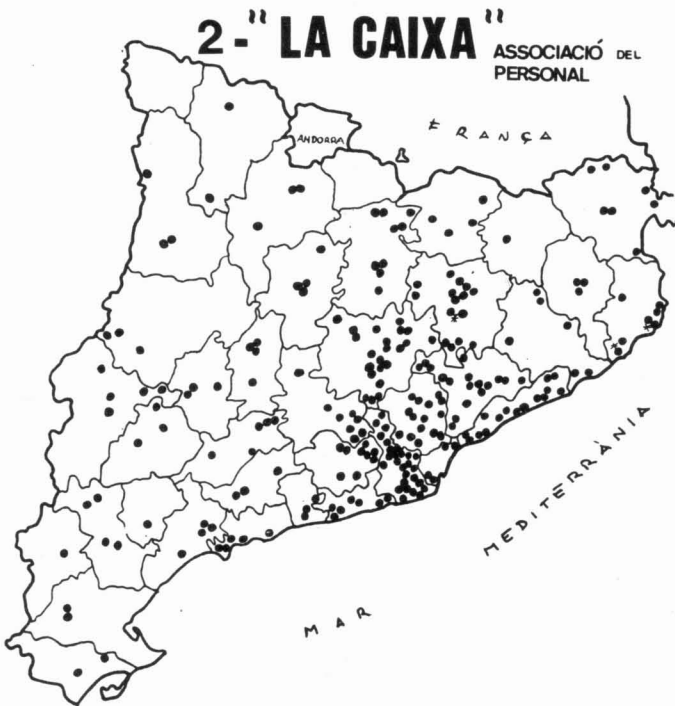 2-"LA CAIXA"
ASSOCIACIÓ DEL
PERSONAL
FRANÇA
ANDORRA
MEDITERRÀNIA
MAR